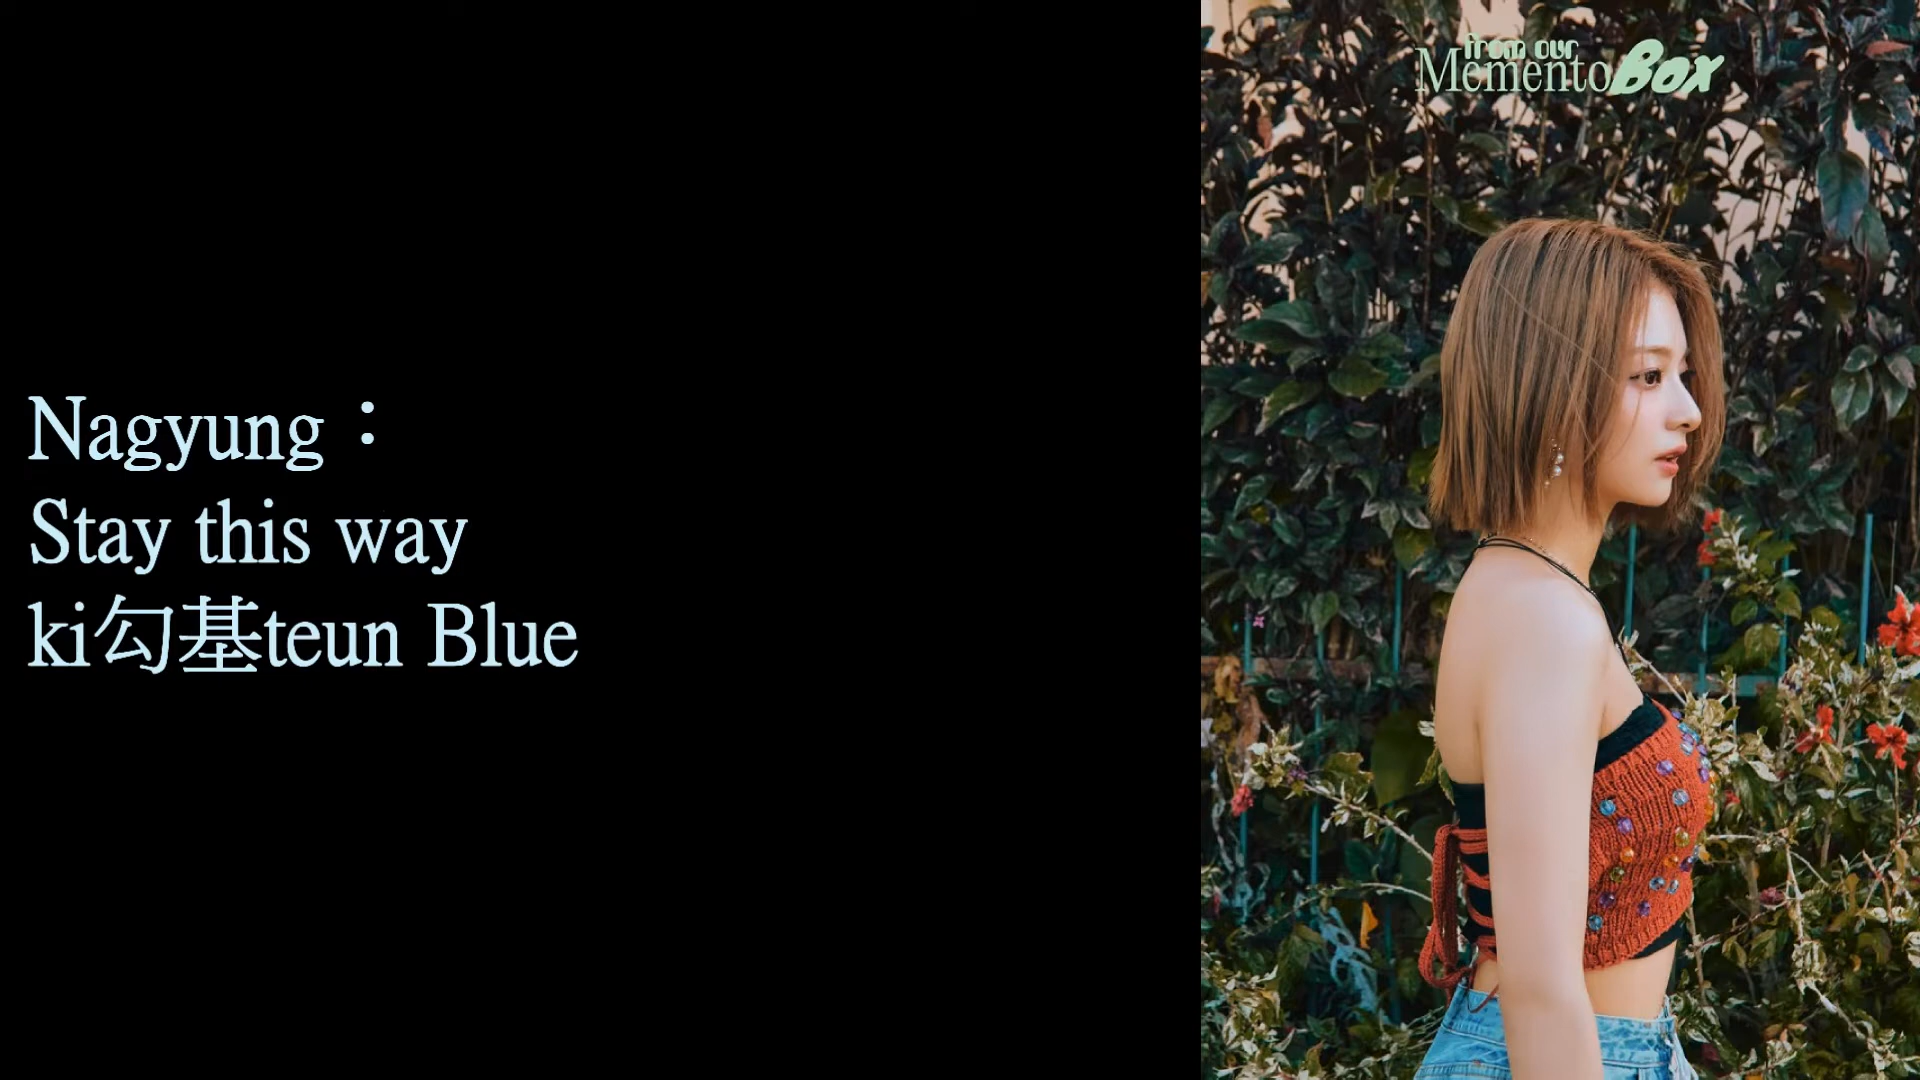 from our
Memento Box
Nagyung：
Stay this way
ki勾基teun Blue